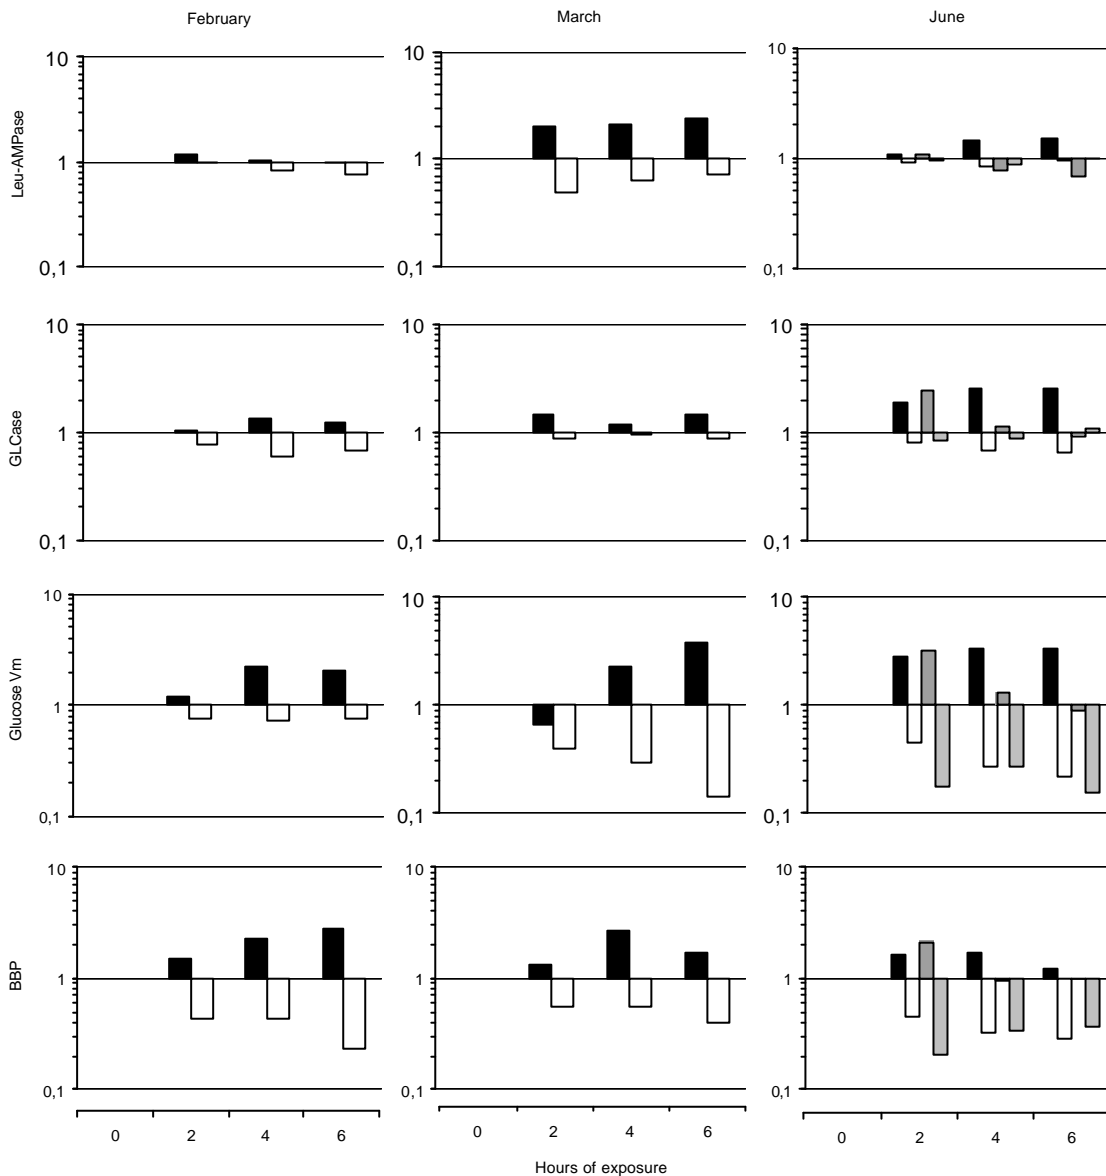 February March June
Leu-AMPase
10 10 10
1 1 1
0,1 0,1 0,1
GLCase
10 10 10
1 1 1
0,1 0,1 0,1
Glucose Vm
10 10 10
1 1 1
0,1 0,1 0,1
BBP
10 10 10
1 1 1
0,1 0,1 0,1
0 2 4 6 0 2 4 6 0 2 4 6
Hours of exposure